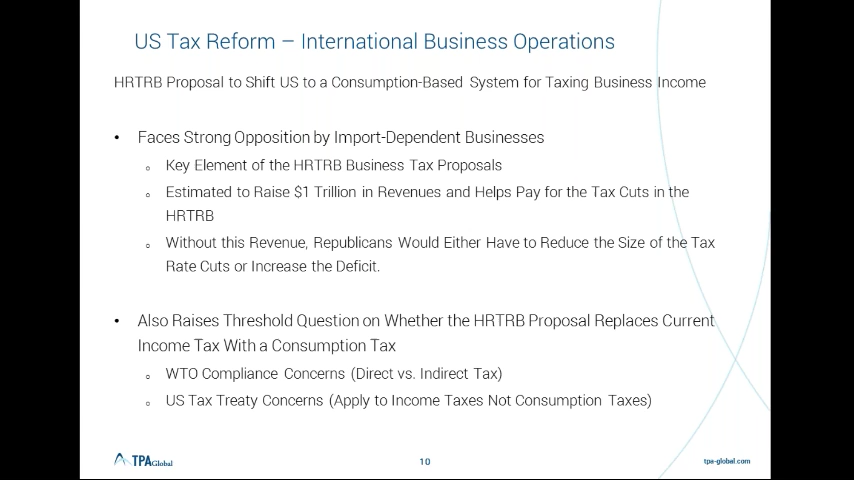 US Tax Reform – International Business Operations
HRTRB Proposal to Shift US to a Consumption-Based System for Taxing Business Income
• Faces Strong Opposition by Import-Dependent Businesses
o Key Element of the HRTRB Business Tax Proposals
o Estimated to Raise $1 Trillion in Revenues and Helps Pay for the Tax Cuts in the
HRTRB
o Without this Revenue, Republicans Would Either Have to Reduce the Size of the Tax
Rate Cuts or Increase the Deficit.
• Also Raises Threshold Question on Whether the HRTRB Proposal Replaces Current
Income Tax With a Consumption Tax
o WTO Compliance Concerns (Direct vs. Indirect Tax)
o US Tax Treaty Concerns (Apply to Income Taxes Not Consumption Taxes)
TPA Global
10
tpa-global.com